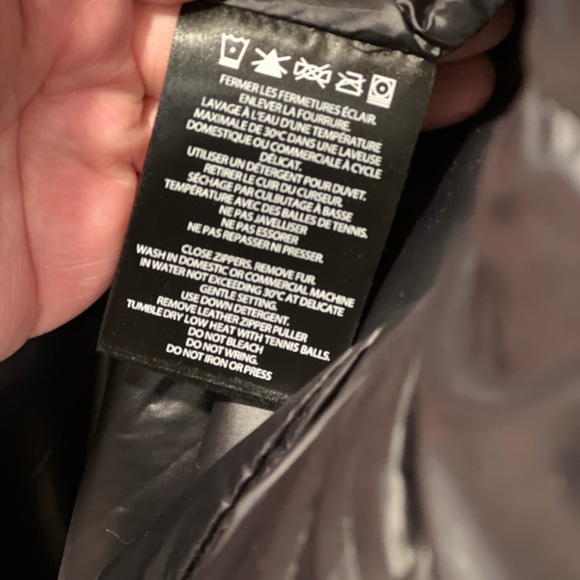 FERMER LES FERMETURES ÉCLAIR.
ENLEVER LA FOURRURE.
LAVAGE À L'EAU D'UNE TEMPÉRATURE
MAXIMALE DE 30°C DANS UNE LAVEUSE
DOMESTIQUE OU COMMERCIALE À CYCLE
DÉLICAT.
UTILISER UN DÉTERGENT POUR DUVET.
RETIRER LE CUIR DU CURSEUR.
SÉCHAGE PAR CULBUTAGE À BASSE
TEMPÉRATURE AVEC DES BALLES DE TENNIS.
NE PAS JAVELLISER
NE PAS ESSORER
NE PAS REPASSER NI PRESSER.
CLOSE ZIPPERS. REMOVE FUR.
WASH IN DOMESTIC OR COMMERCIAL MACHINE
IN WATER NOT EXCEEDING 30°C AT DELICATE
GENTLE SETTING.
USE DOWN DETERGENT.
REMOVE LEATHER ZIPPER PULLER
TUMBLE DRY LOW HEAT WITH TENNIS BALLS.
DO NOT BLEACH
DO NOT WRING.
DO NOT IRON OR PRESS